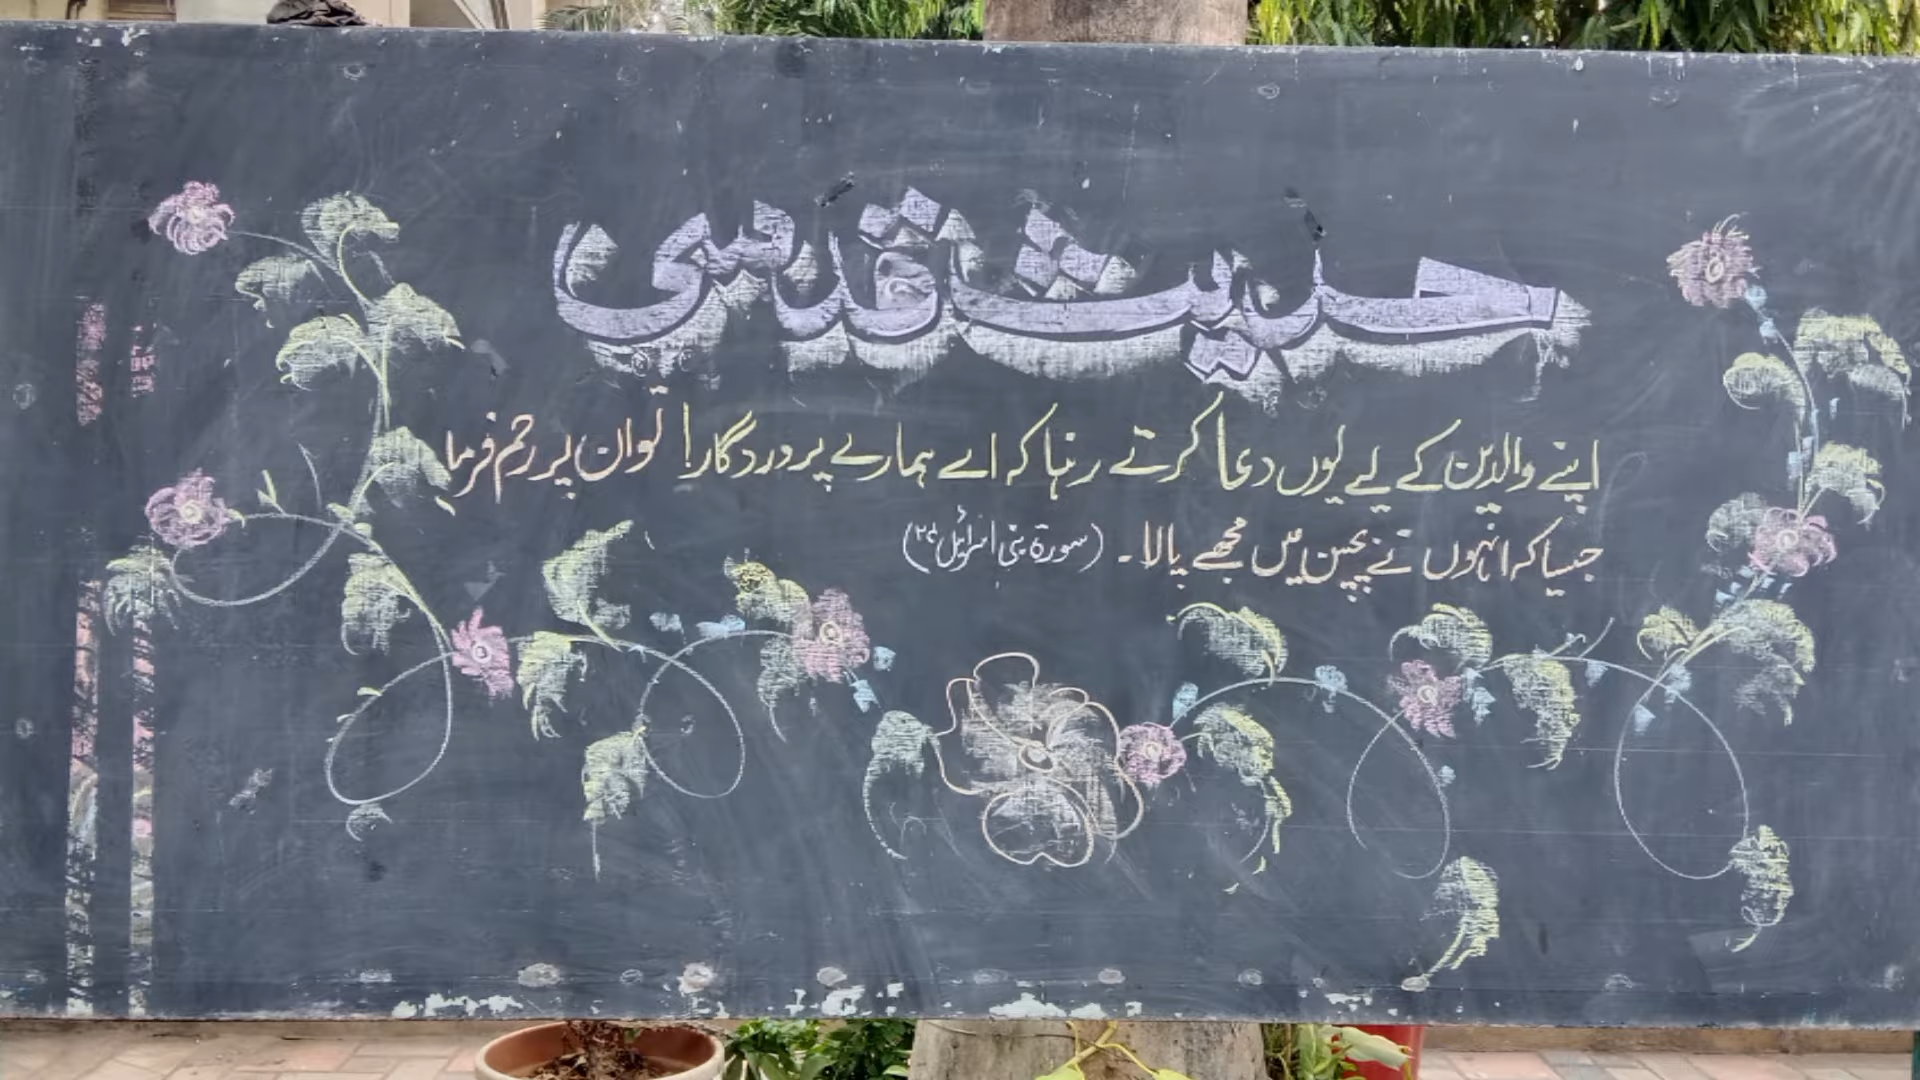 حدیث قدسی
اپنے والدین کے لیے یوں دعا کرتے رہنا کہ اے ہمارے پروردگار! تو ان پر رحم فرما
جیسا کہ انہوں نے بچپن میں مجھے پالا۔ (سورۃ بنی اسرائیل ۲۴)